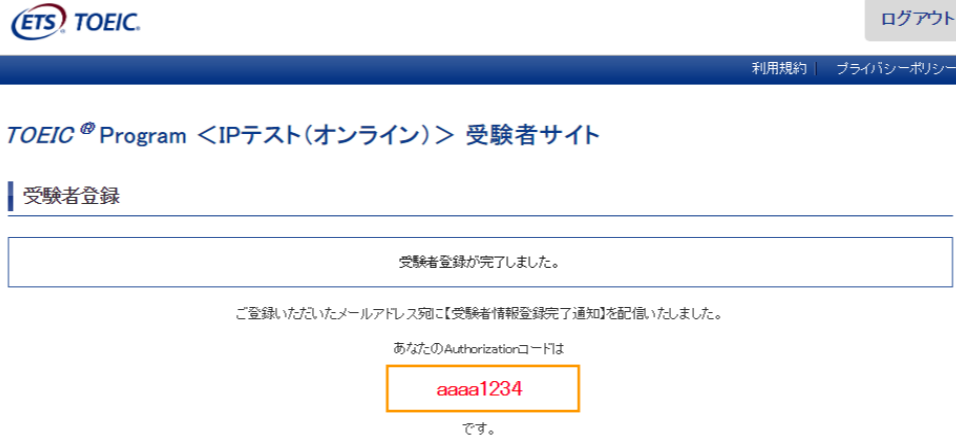 ETS TOEIC.
ログアウト
利用規約 | プライバシーポリシー
TOEIC ® Program ＜IPテスト（オンライン）＞ 受験者サイト
受験者登録
受験者登録が完了しました。
ご登録いただいたメールアドレス宛に【受験者情報登録完了通知】を配信いたしました。
あなたのAuthorizationコードは
aaaa1234
です。